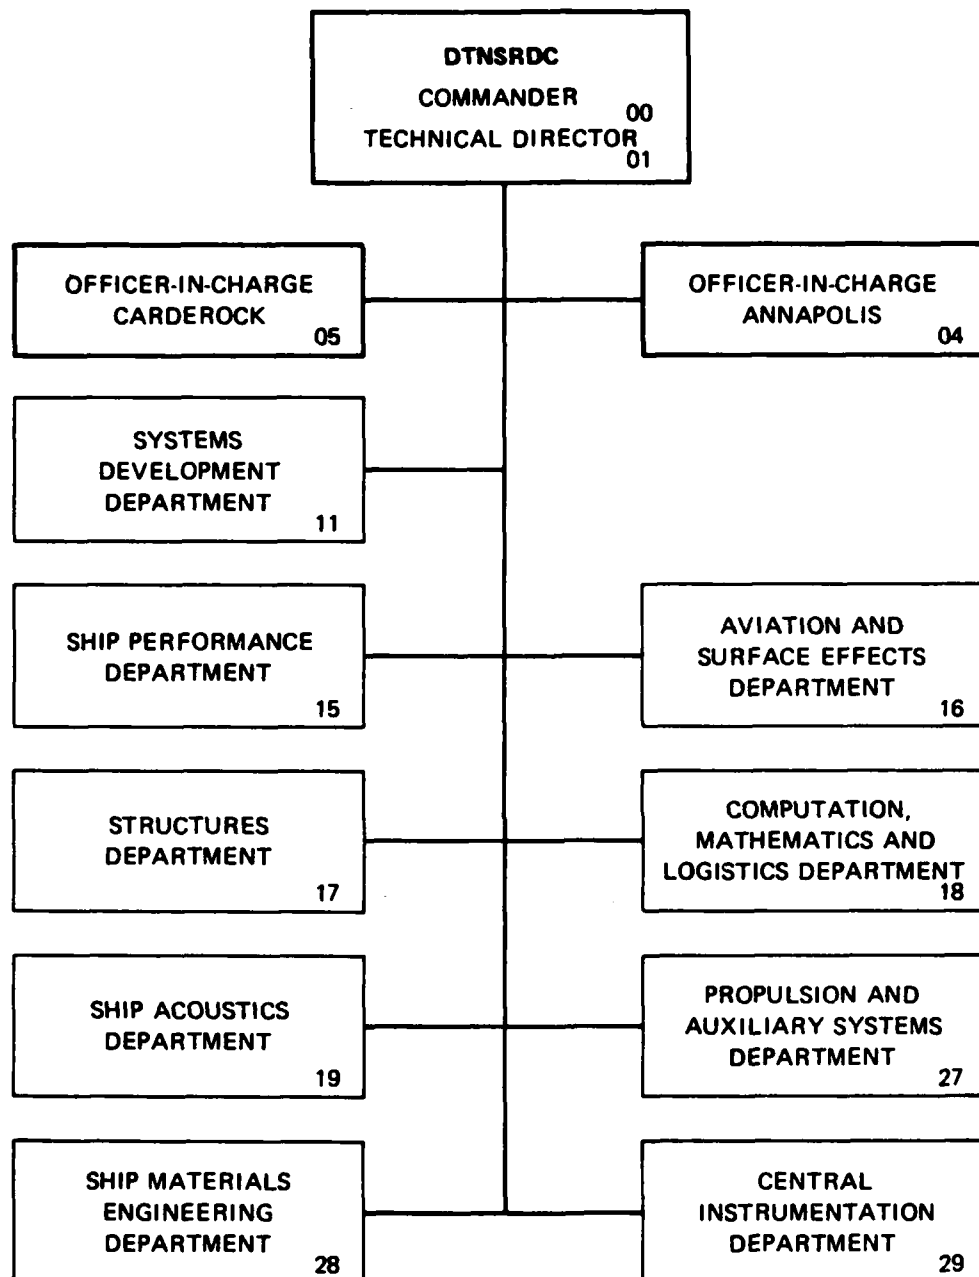 DTNSRDC
COMMANDER
00
TECHNICAL DIRECTOR
01
OFFICER-IN-CHARGE
CARDEROCK
05
OFFICER-IN-CHARGE
ANNAPOLIS
04
SYSTEMS
DEVELOPMENT
DEPARTMENT
11
SHIP PERFORMANCE
DEPARTMENT
15
AVIATION AND
SURFACE EFFECTS
DEPARTMENT
16
STRUCTURES
DEPARTMENT
17
COMPUTATION,
MATHEMATICS AND
LOGISTICS DEPARTMENT
18
SHIP ACOUSTICS
DEPARTMENT
19
PROPULSION AND
AUXILIARY SYSTEMS
DEPARTMENT
27
SHIP MATERIALS
ENGINEERING
DEPARTMENT
28
CENTRAL
INSTRUMENTATION
DEPARTMENT
29